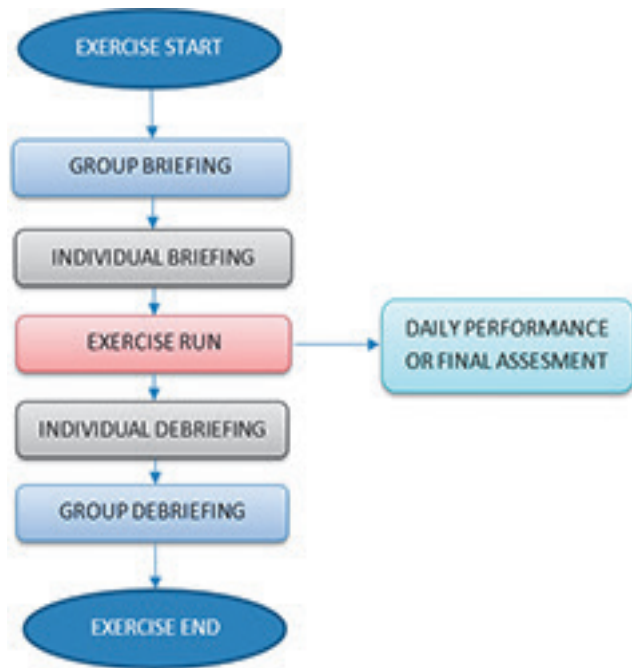 EXERCISE START
GROUP BRIEFING
INDIVIDUAL BRIEFING
EXERCISE RUN
DAILY PERFORMANCE
OR FINAL ASSESMENT
INDIVIDUAL DEBRIEFING
GROUP DEBRIEFING
EXERCISE END